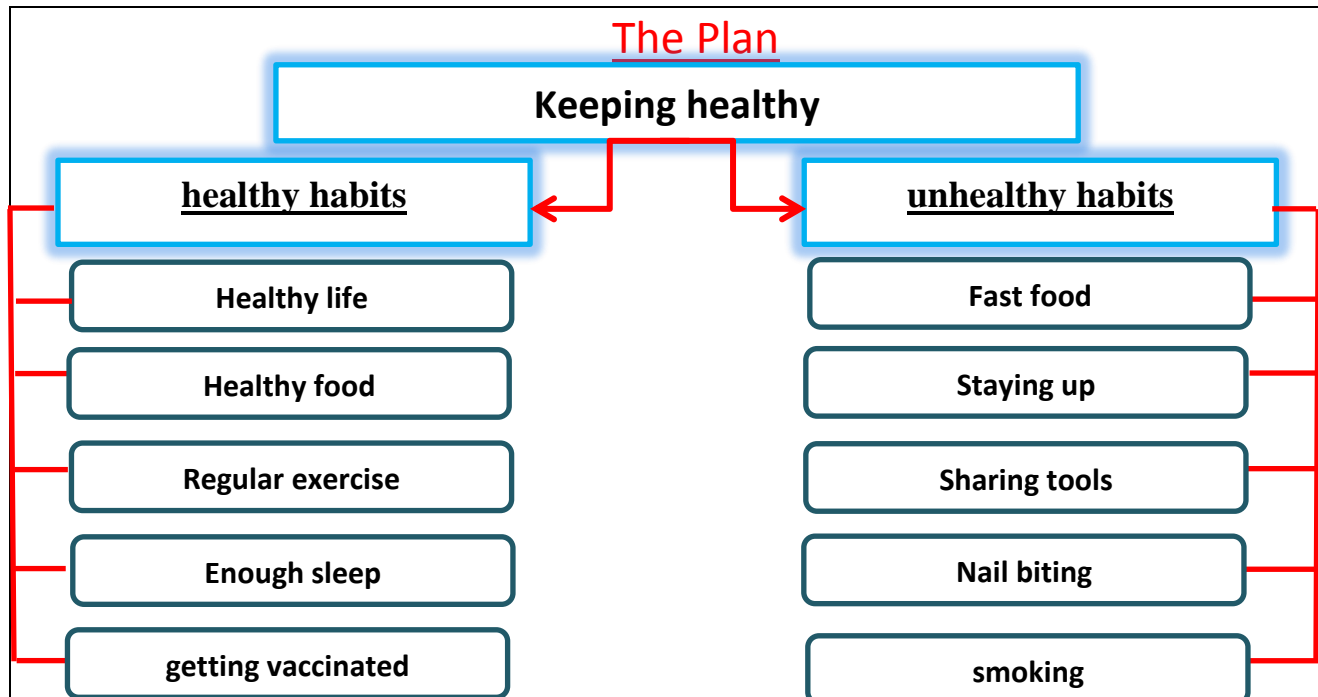 The Plan
Keeping healthy
healthy habits
Healthy life
Healthy food
Regular exercise
Enough sleep
getting vaccinated
unhealthy habits
Fast food
Staying up
Sharing tools
Nail biting
smoking